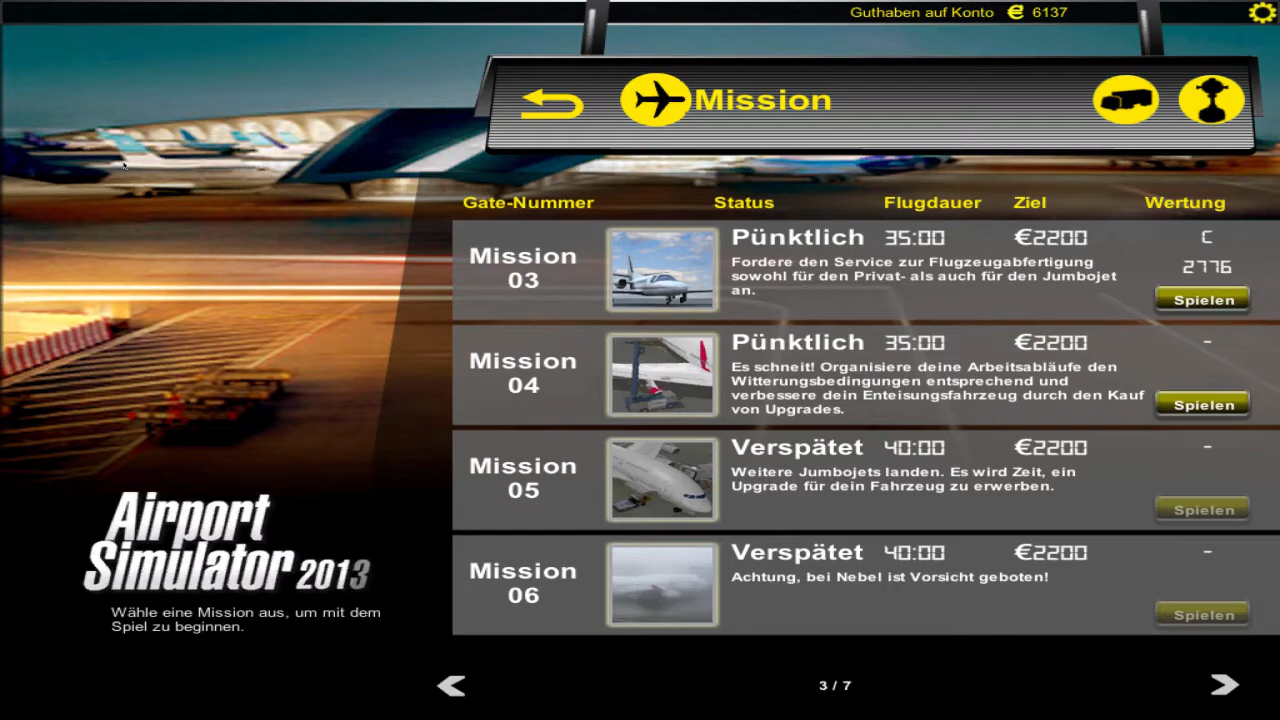 Guthaben auf Konto € 6137
Mission
Gate-Nummer Status Flugdauer Ziel Wertung
Mission 03
Pünktlich 35:00 €2200 C
Fordere den Service zur Flugzeugabfertigung
sowohl für den Privat- als auch für den Jumbojet
an.
2776
Spielen
Mission 04
Pünktlich 35:00 €2200 -
Es schneit! Organisiere deine Arbeitsabläufe den
Witterungsbedingungen entsprechend und
verbessere dein Enteisungsfahrzeug durch den Kauf
von Upgrades.
Spielen
Mission 05
Verspätet 40:00 €2200 -
Weitere Jumbojets landen. Es wird Zeit, ein
Upgrade für dein Fahrzeug zu erwerben.
Spielen
Mission 06
Verspätet 40:00 €2200 -
Achtung, bei Nebel ist Vorsicht geboten!
Spielen
Airport
Simulator 2013
Wähle eine Mission aus, um mit dem
Spiel zu beginnen.
3 / 7